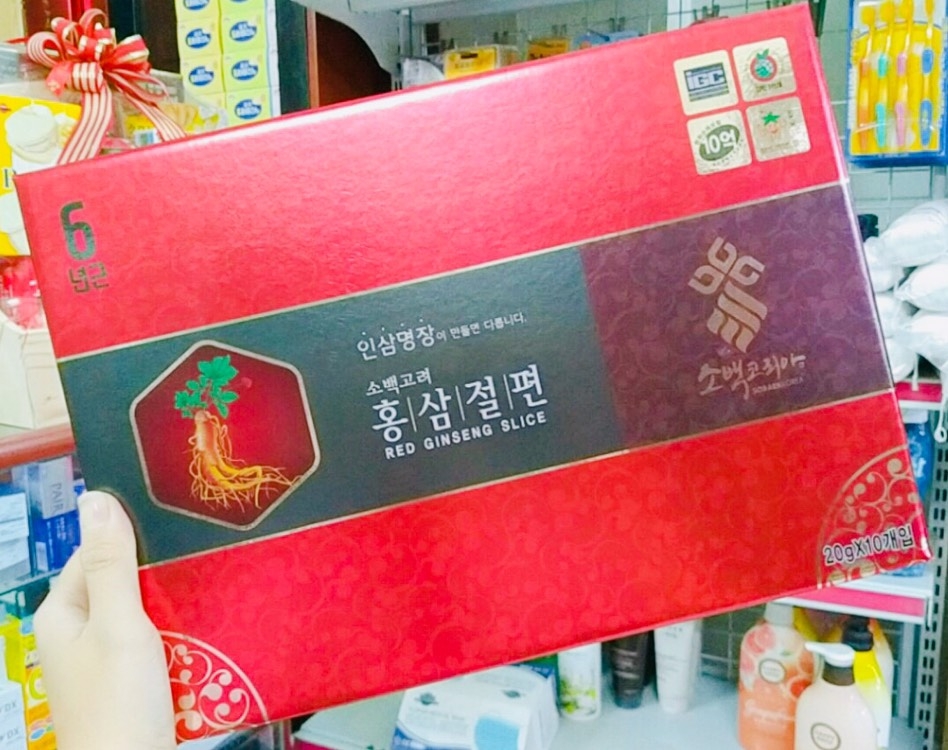 6
년근
인삼명장이 만들면 다릅니다.
소백고려
홍|삼|절|편
RED GINSENG SLICE
iGC
10억
소백코리아
SOBAEKKOREA
20gX10개입